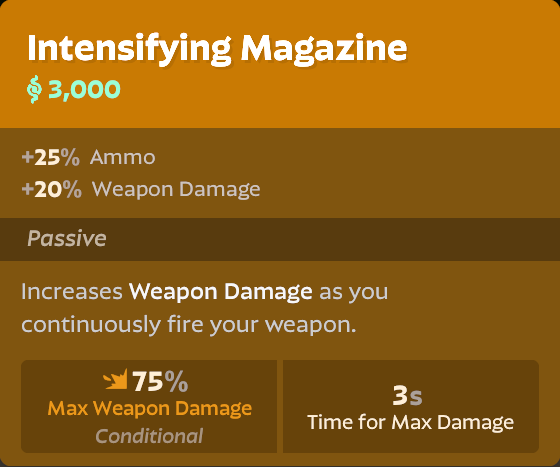 Intensifying Magazine
3,000
+25% Ammo
+20% Weapon Damage
Passive
Increases Weapon Damage as you
continuously fire your weapon.
75%
Max Weapon Damage
Conditional
3s
Time for Max Damage